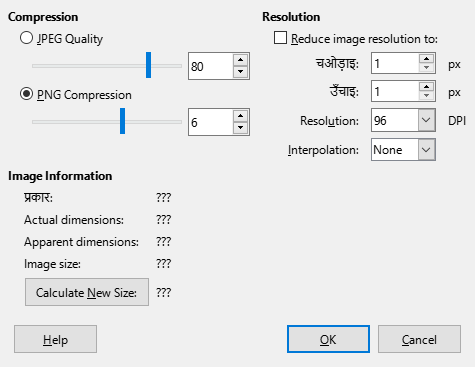 Compression
JPEG Quality
80
PNG Compression
6
Resolution
Reduce image resolution to:
चओड़ाइ: 1 px
उँचाइ: 1 px
Resolution: 96 DPI
Interpolation: None
Image Information
प्रकार: ???
Actual dimensions: ???
Apparent dimensions: ???
Image size: ???
Calculate New Size: ???
Help OK Cancel